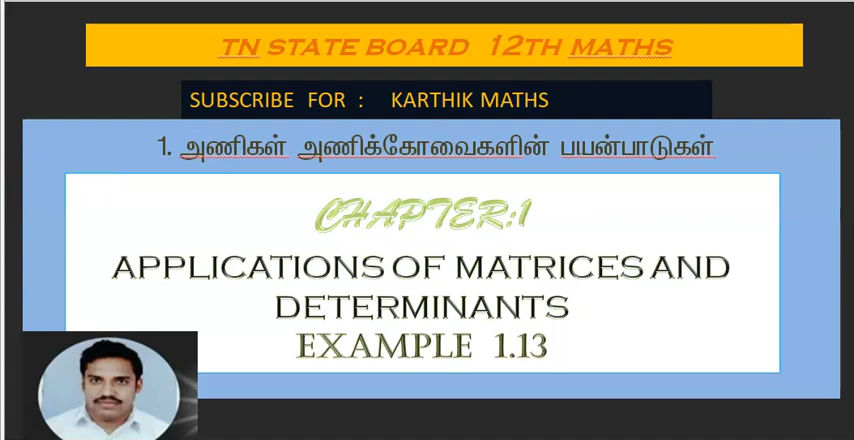 TN STATE BOARD 12TH MATHS
SUBSCRIBE FOR : KARTHIK MATHS
1. அணிகள் அணிக்கோவைகளின் பயன்பாடுகள்
CHAPTER:1
APPLICATIONS OF MATRICES AND
DETERMINANTS
EXAMPLE 1.13